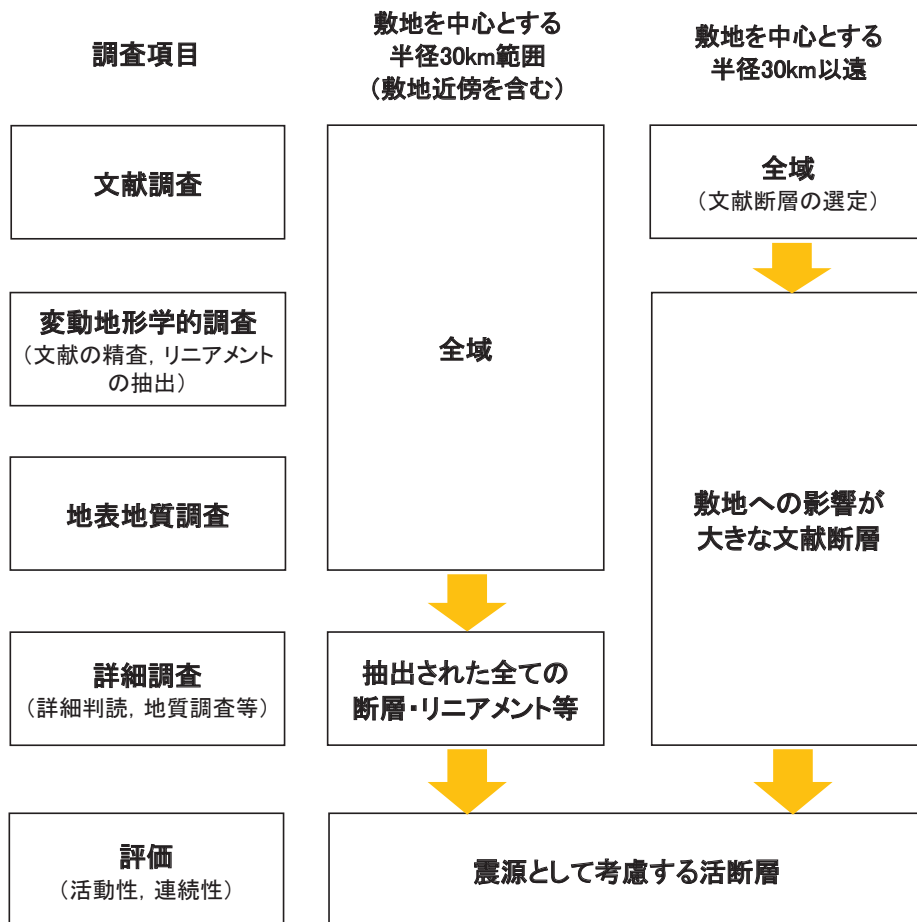 調査項目
敷地を中心とする
半径30km範囲
(敷地近傍を含む)
敷地を中心とする
半径30km以遠
文献調査
全域
(文献断層の選定)
変動地形学的調査
(文献の精査, リニアメント
の抽出)
全域
地表地質調査
敷地への影響が
大きな文献断層
詳細調査
(詳細判読, 地質調査等)
抽出された全ての
断層・リニアメント等
評価
(活動性, 連続性)
震源として考慮する活断層